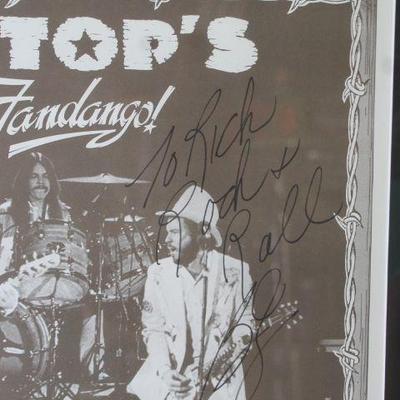 TOP'S
Fandango!
To Rich
Rock &
Roll